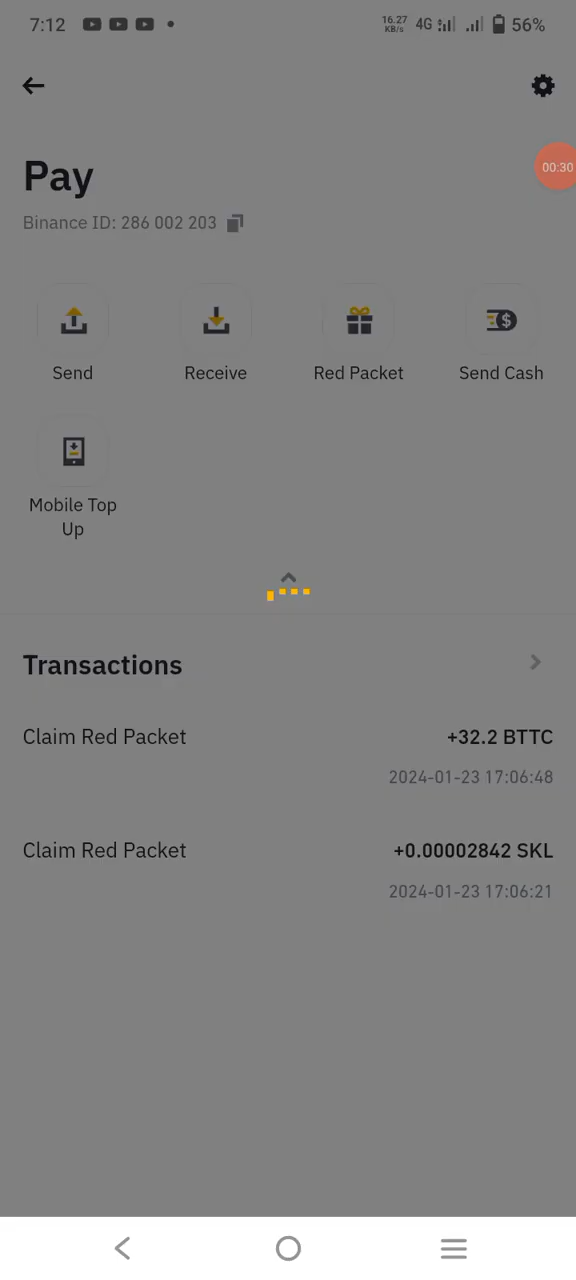 7:12
16.27 KB/s 4G 56%
00:30
Pay
Binance ID: 286 002 203
Send
Receive
Red Packet
Send Cash
Mobile Top
Up
Transactions
Claim Red Packet
+32.2 BTTC
2024-01-23 17:06:48
Claim Red Packet
+0.00002842 SKL
2024-01-23 17:06:21